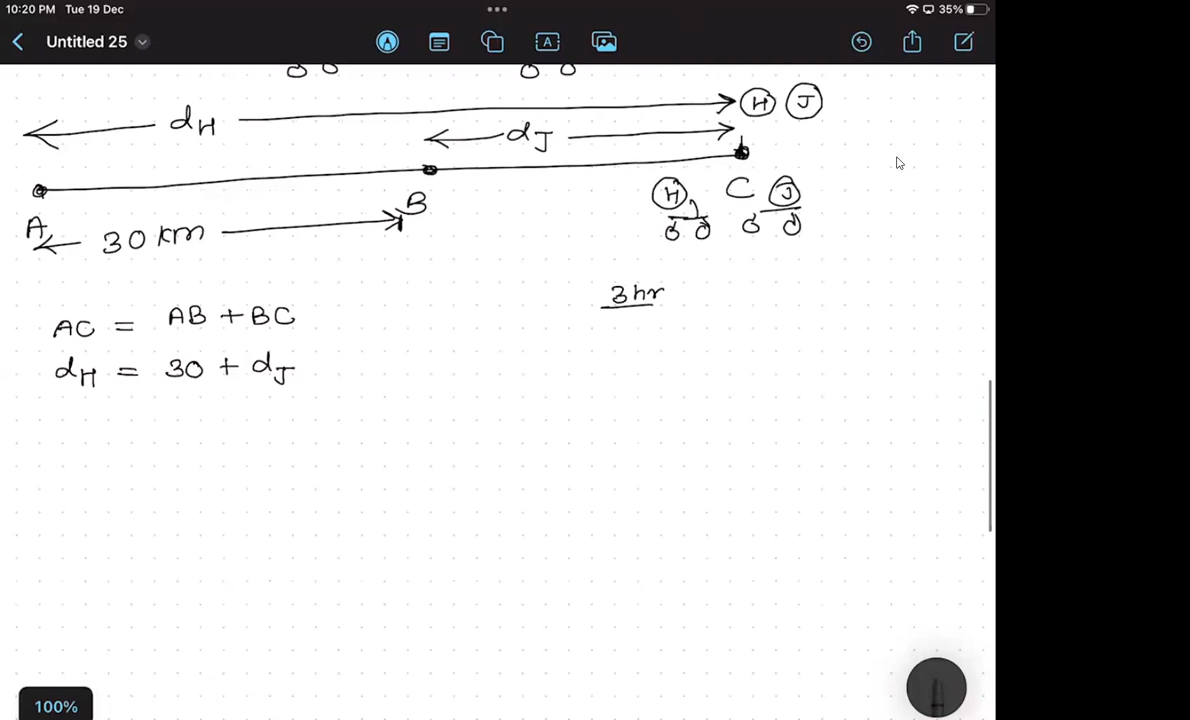 10:20 PM Tue 19 Dec
35%
Untitled 25
A
dH
H J
dJ
A
B
C
H
J
30 km
3 hr
AC = AB + BC
dH = 30 + dJ
100%